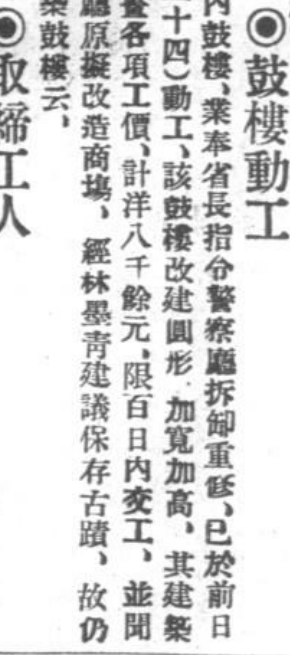 ◉鼓樓動工
內鼓樓、業奉省長指令警察廳拆卸重修、已於前日
十四)動工、該鼓樓改建圓形、加寬加高、其建築
各項工價、計洋八千餘元、限百日內交工、並聞
廳原擬改造商塲、經林墨青建議保存古蹟、故仍
築鼓樓云、
◉取締工人